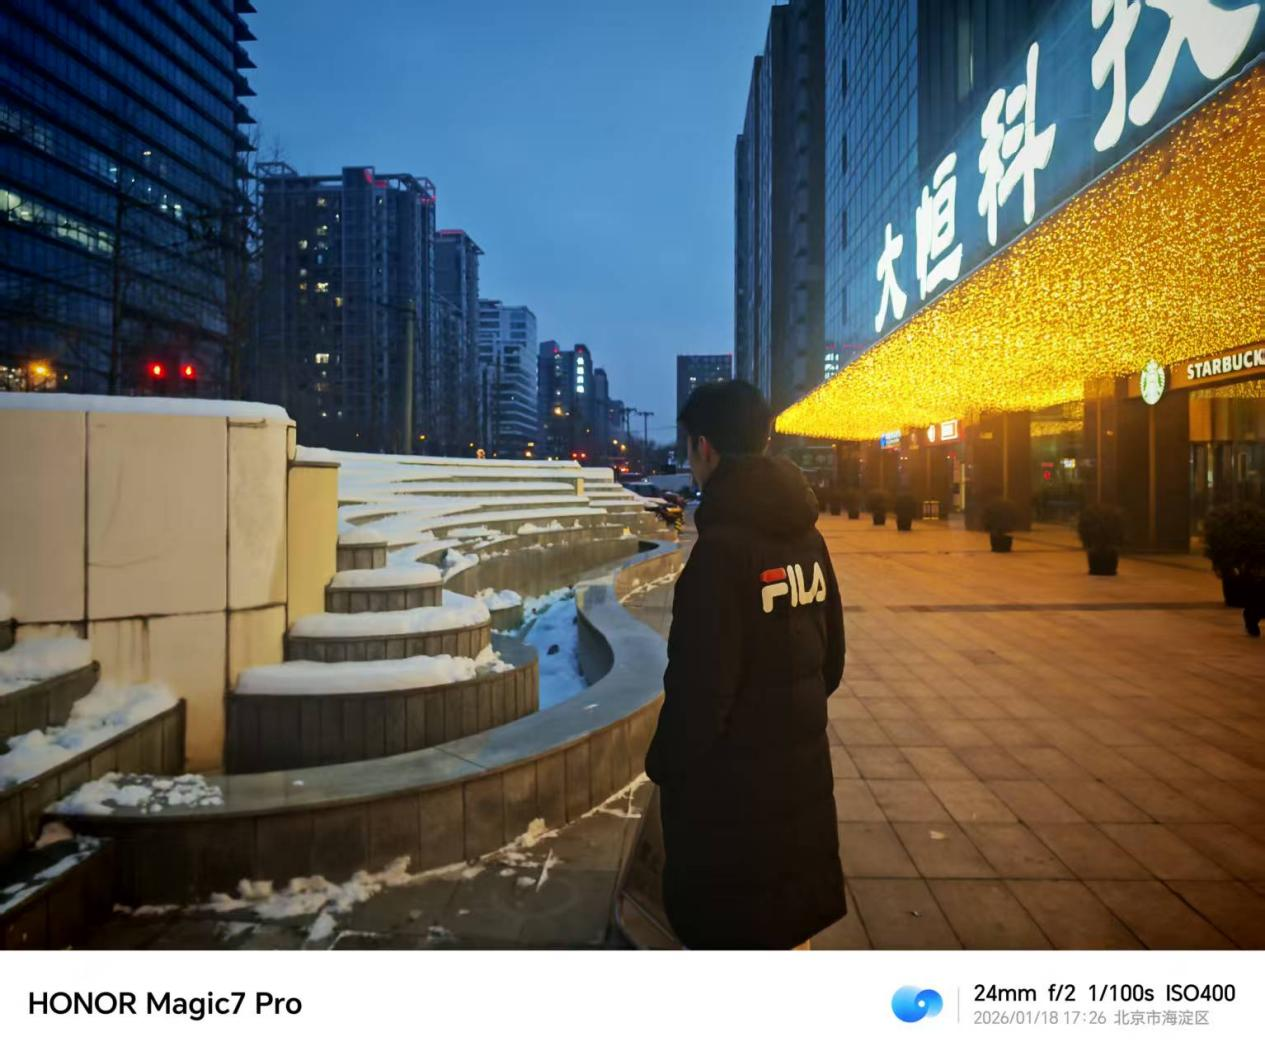 大恒科技
STARBUCKS
FILA
HONOR Magic7 Pro
24mm f/2 1/100s ISO400
2026/01/18 17:26 北京市海淀区